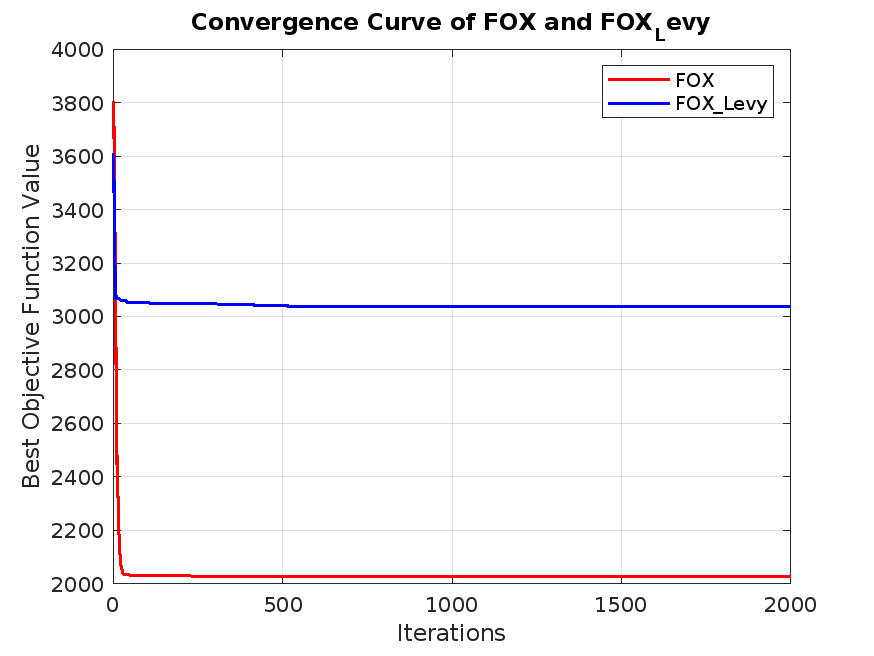 Convergence Curve of FOX and FOX_Levy
FOX
FOX_Levy
Best Objective Function Value
4000
3800
3600
3400
3200
3000
2800
2600
2400
2200
2000
0 500 1000 1500 2000
Iterations